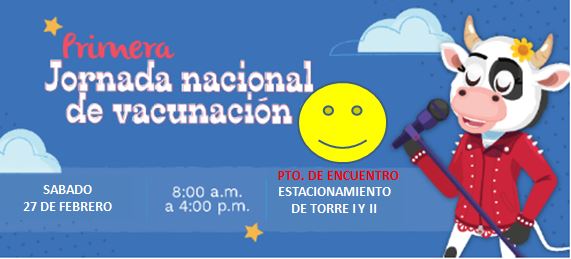 Primera
Jornada nacional
de vacunación
SABADO
27 DE FEBRERO
8:00 a.m.
a 4:00 p.m.
PTO. DE ENCUENTRO
ESTACIONAMIENTO
DE TORRE I Y II